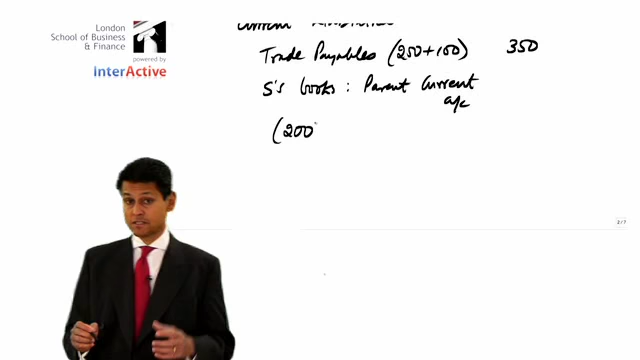 London
School of Business
& Finance
powered by
InterActive
Current
Trade Payables (250+100) 350
S's books : Parent Current
a/c
(200
2/7